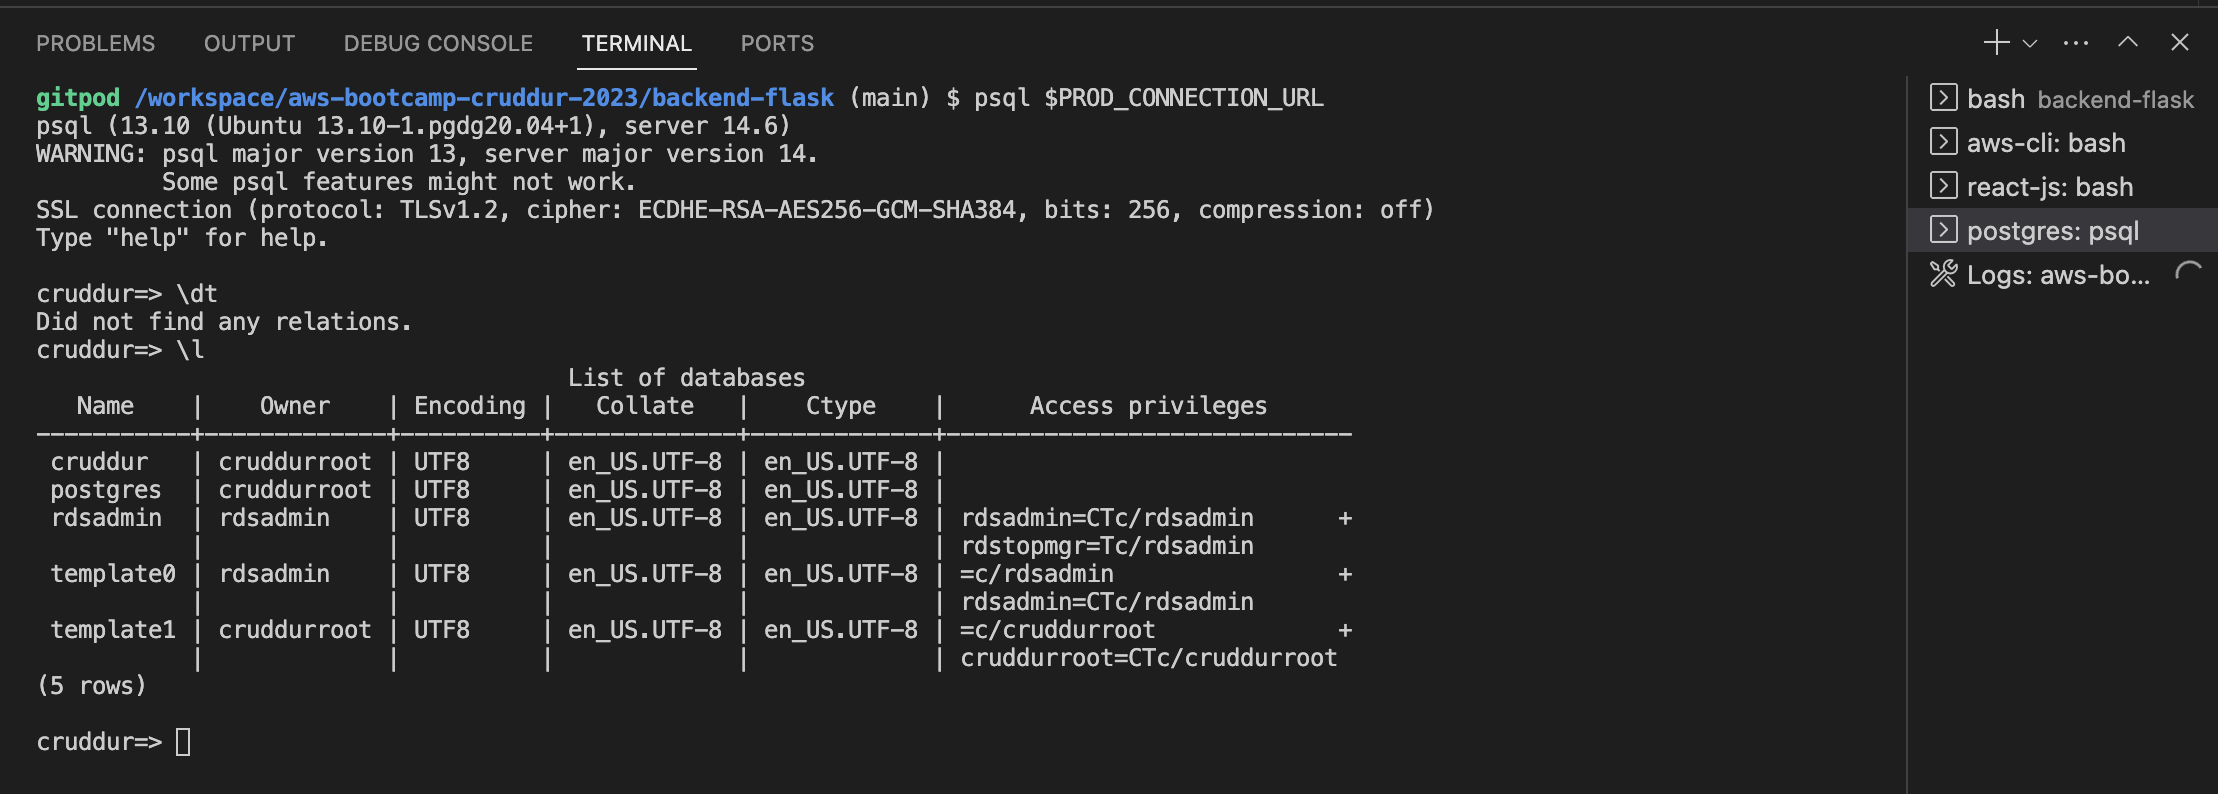 PROBLEMS OUTPUT DEBUG CONSOLE TERMINAL PORTS
gitpod /workspace/aws-bootcamp-cruddur-2023/backend-flask (main) $ psql $PROD_CONNECTION_URL
psql (13.10 (Ubuntu 13.10-1.pgdg20.04+1), server 14.6)
WARNING: psql major version 13, server major version 14.
         Some psql features might not work.
SSL connection (protocol: TLSv1.2, cipher: ECDHE-RSA-AES256-GCM-SHA384, bits: 256, compression: off)
Type "help" for help.
cruddur=> \dt
Did not find any relations.
cruddur=> \l
                                      List of databases
   Name    |    Owner    | Encoding |   Collate   |    Ctype    |      Access privileges
-----------+-------------+----------+-------------+-------------+-----------------------------
 cruddur   | cruddurroot | UTF8     | en_US.UTF-8 | en_US.UTF-8 |
 postgres  | cruddurroot | UTF8     | en_US.UTF-8 | en_US.UTF-8 |
 rdsadmin  | rdsadmin    | UTF8     | en_US.UTF-8 | en_US.UTF-8 | rdsadmin=CTc/rdsadmin      +
           |             |          |             |             | rdstopmgr=Tc/rdsadmin
 template0 | rdsadmin    | UTF8     | en_US.UTF-8 | en_US.UTF-8 | =c/rdsadmin                +
           |             |          |             |             | rdsadmin=CTc/rdsadmin
 template1 | cruddurroot | UTF8     | en_US.UTF-8 | en_US.UTF-8 | =c/cruddurroot             +
           |             |          |             |             | cruddurroot=CTc/cruddurroot
(5 rows)
cruddur=>
bash backend-flask
aws-cli: bash
react-js: bash
postgres: psql
Logs: aws-bo...